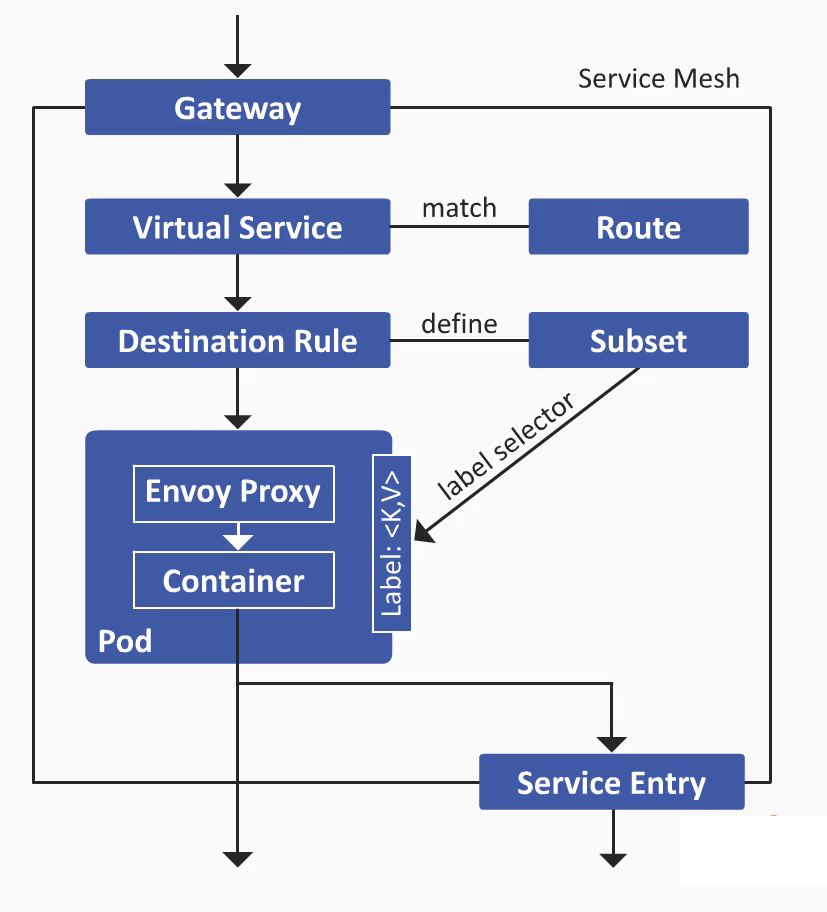 Service Mesh
Gateway
Virtual Service
match
Route
Destination Rule
define
Subset
label selector
Envoy Proxy
Label: <K,V>
Container
Pod
Service Entry